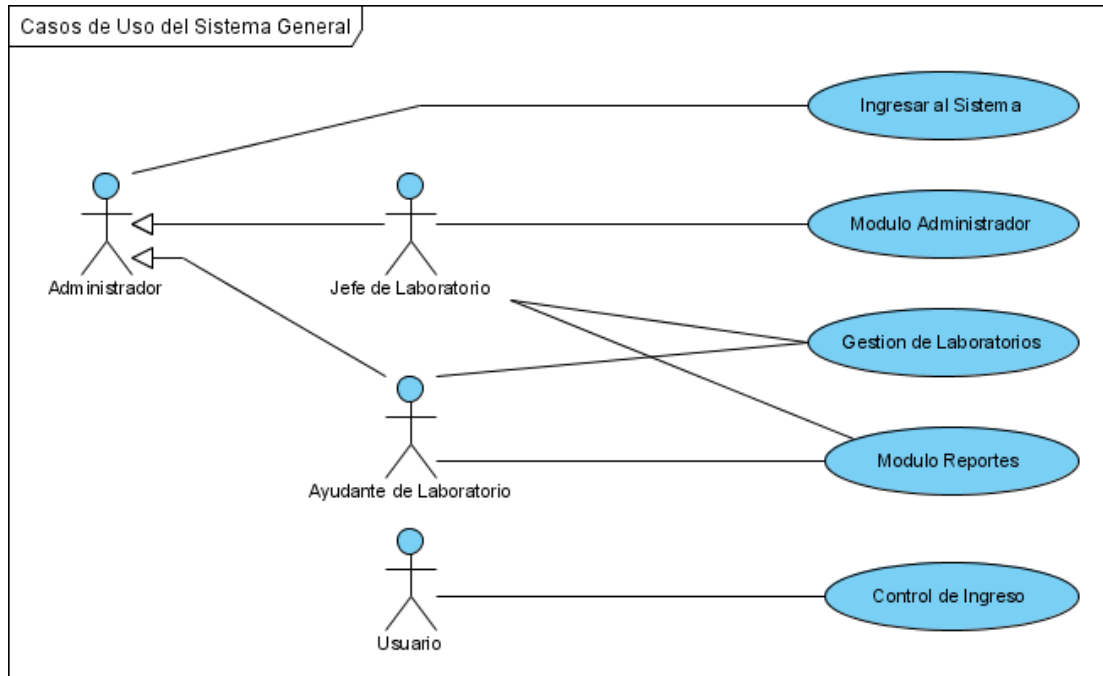 Casos de Uso del Sistema General
Ingresar al Sistema
Administrador
Jefe de Laboratorio
Modulo Administrador
Gestion de Laboratorios
Ayudante de Laboratorio
Modulo Reportes
Usuario
Control de Ingreso